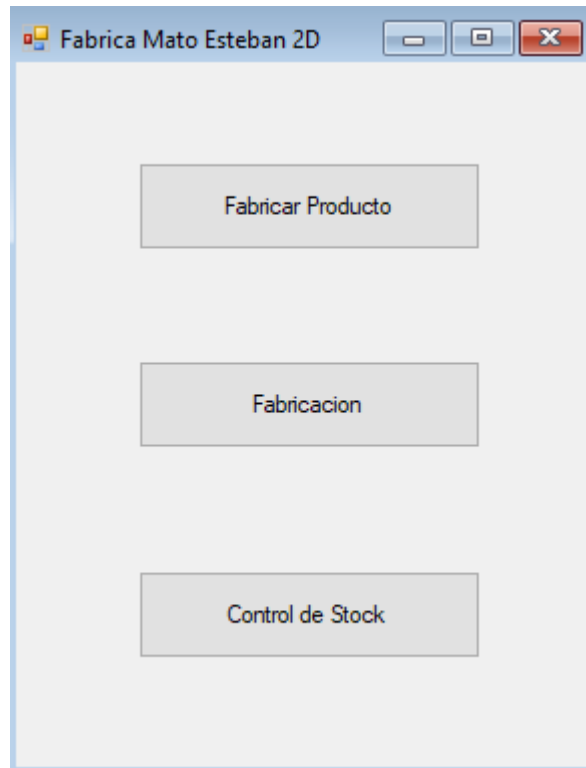 Fabrica Mato Esteban 2D
Fabricar Producto
Fabricacion
Control de Stock